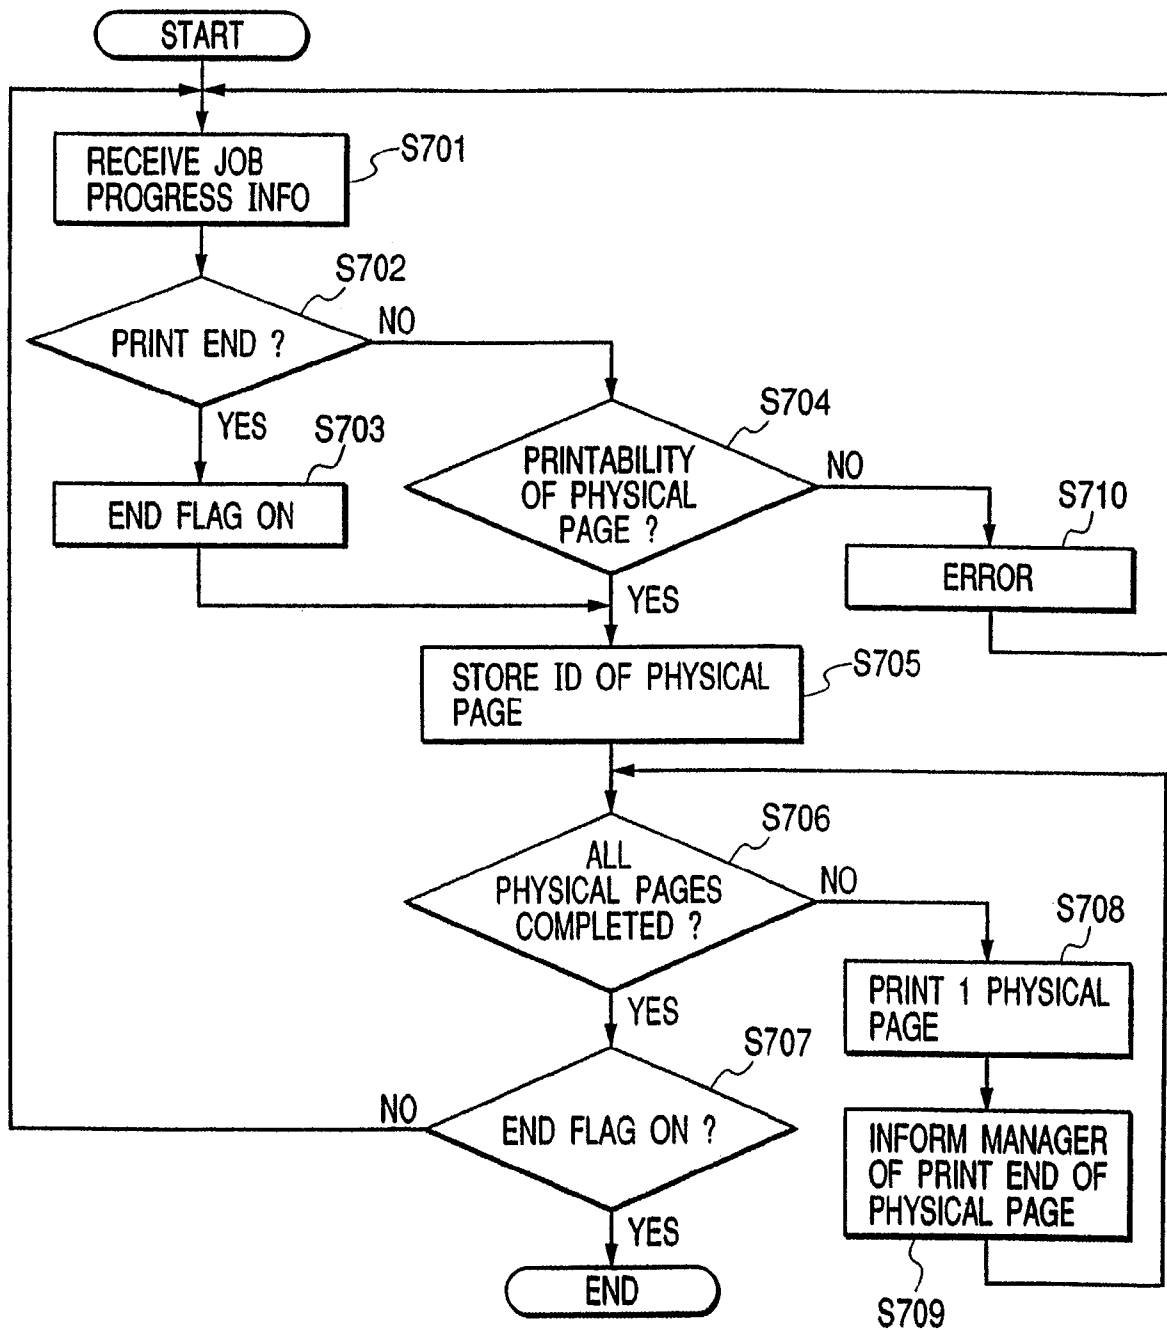 START
RECEIVE JOB
PROGRESS INFO
S701
S702
PRINT END ?
NO
YES
S703
END FLAG ON
S704
PRINTABILITY
OF PHYSICAL
PAGE ?
NO
YES
S710
ERROR
STORE ID OF PHYSICAL
PAGE
S705
S706
ALL
PHYSICAL PAGES
COMPLETED ?
NO
YES
S708
PRINT 1 PHYSICAL
PAGE
S707
END FLAG ON ?
NO
YES
INFORM MANAGER
OF PRINT END OF
PHYSICAL PAGE
S709
END